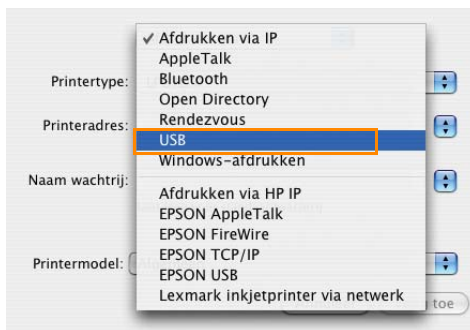 ✓ Afdrukken via IP
AppleTalk
Printertype:
Bluetooth
Open Directory
Printeradres:
Rendezvous
USB
Windows-afdrukken
Naam wachtrij:
Afdrukken via HP IP
EPSON AppleTalk
EPSON FireWire
EPSON TCP/IP
Printermodel:
EPSON USB
Lexmark inkjetprinter via netwerk
toe